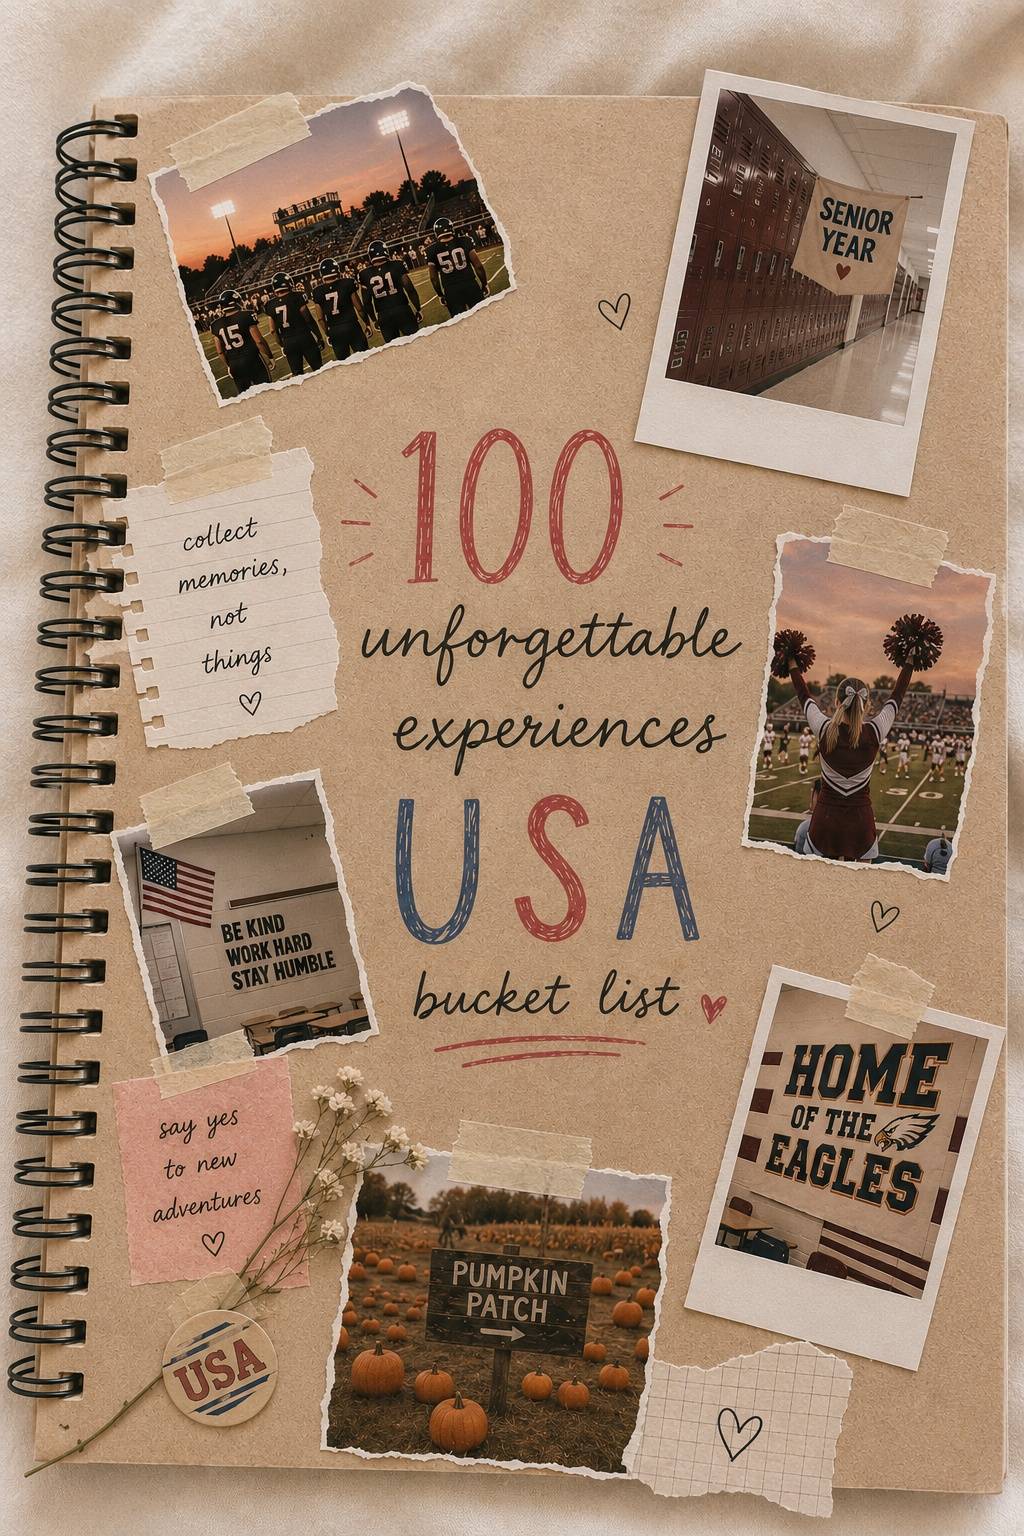 15
7
7
21
50
SENIOR
YEAR
100
unforgettable
experiences
USA
bucket list
collect
memories,
not
things
BE KIND
WORK HARD
STAY HUMBLE
50
say yes
to new
adventures
HOME
OF THE
EAGLES
PUMPKIN
PATCH
USA